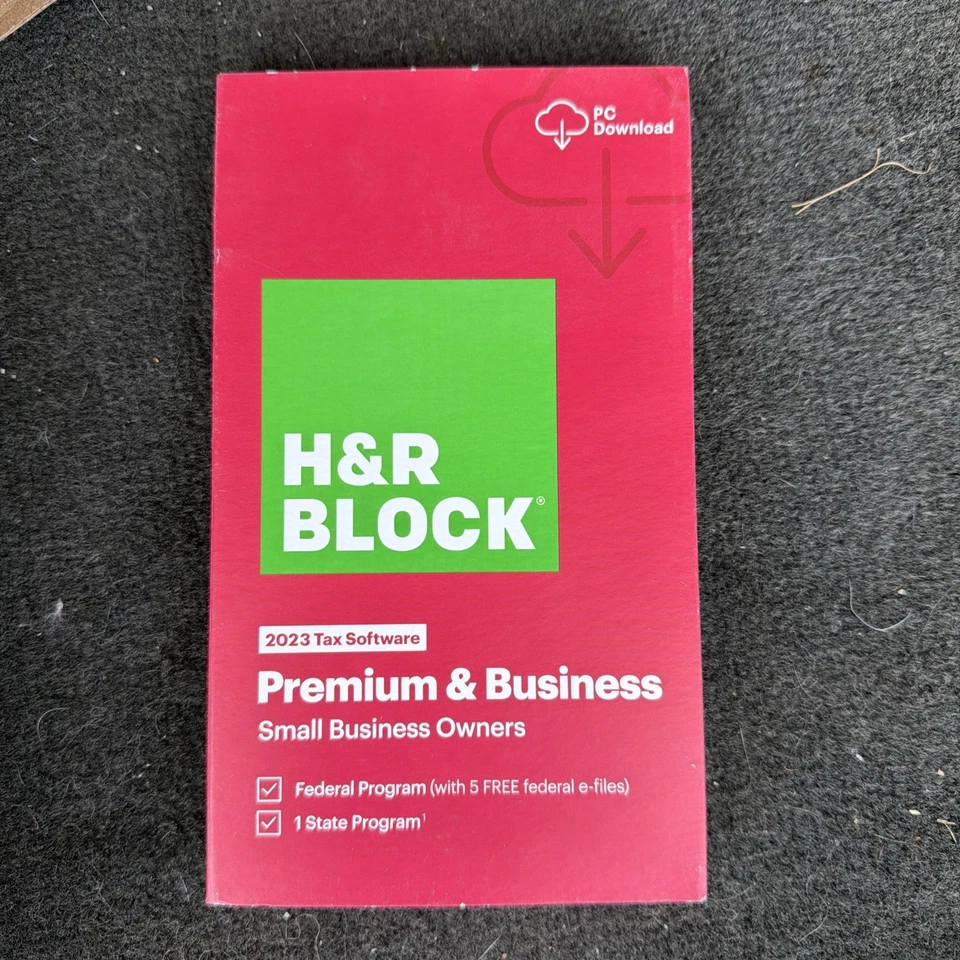 PC
Download
H&R
BLOCK®
2023 Tax Software
Premium & Business
Small Business Owners
Federal Program (with 5 FREE federal e-files)
1 State Program¹